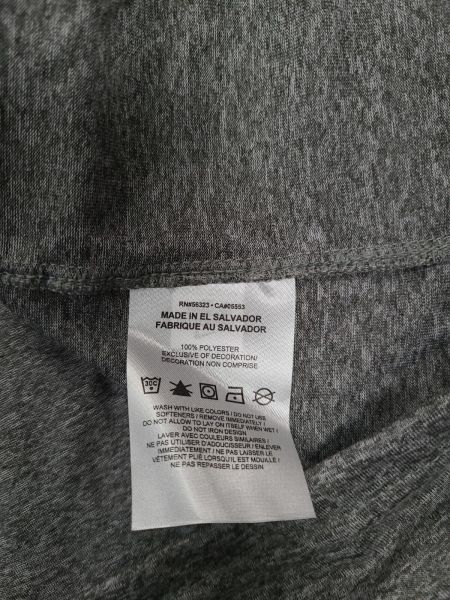 RN#56323 • CA#05553
MADE IN EL SALVADOR
FABRIQUE AU SALVADOR
100% POLYESTER
EXCLUSIVE OF DECORATION/
DECORATION NON COMPRISE
30C
WASH WITH LIKE COLORS / DO NOT USE
SOFTENERS / REMOVE IMMEDIATELY /
DO NOT ALLOW TO LAY ON ITSELF WHEN WET /
DO NOT IRON DESIGN
LAVER AVEC COULEURS SIMILAIRES /
NE PAS UTILISER D'ADOUCISSEUR / ENLEVER
IMMÉDIATEMENT / NE PAS LAISSER LE
VÊTEMENT PLIÉ LORSQU'IL EST MOUILLÉ /
NE PAS REPASSER LE DESSIN